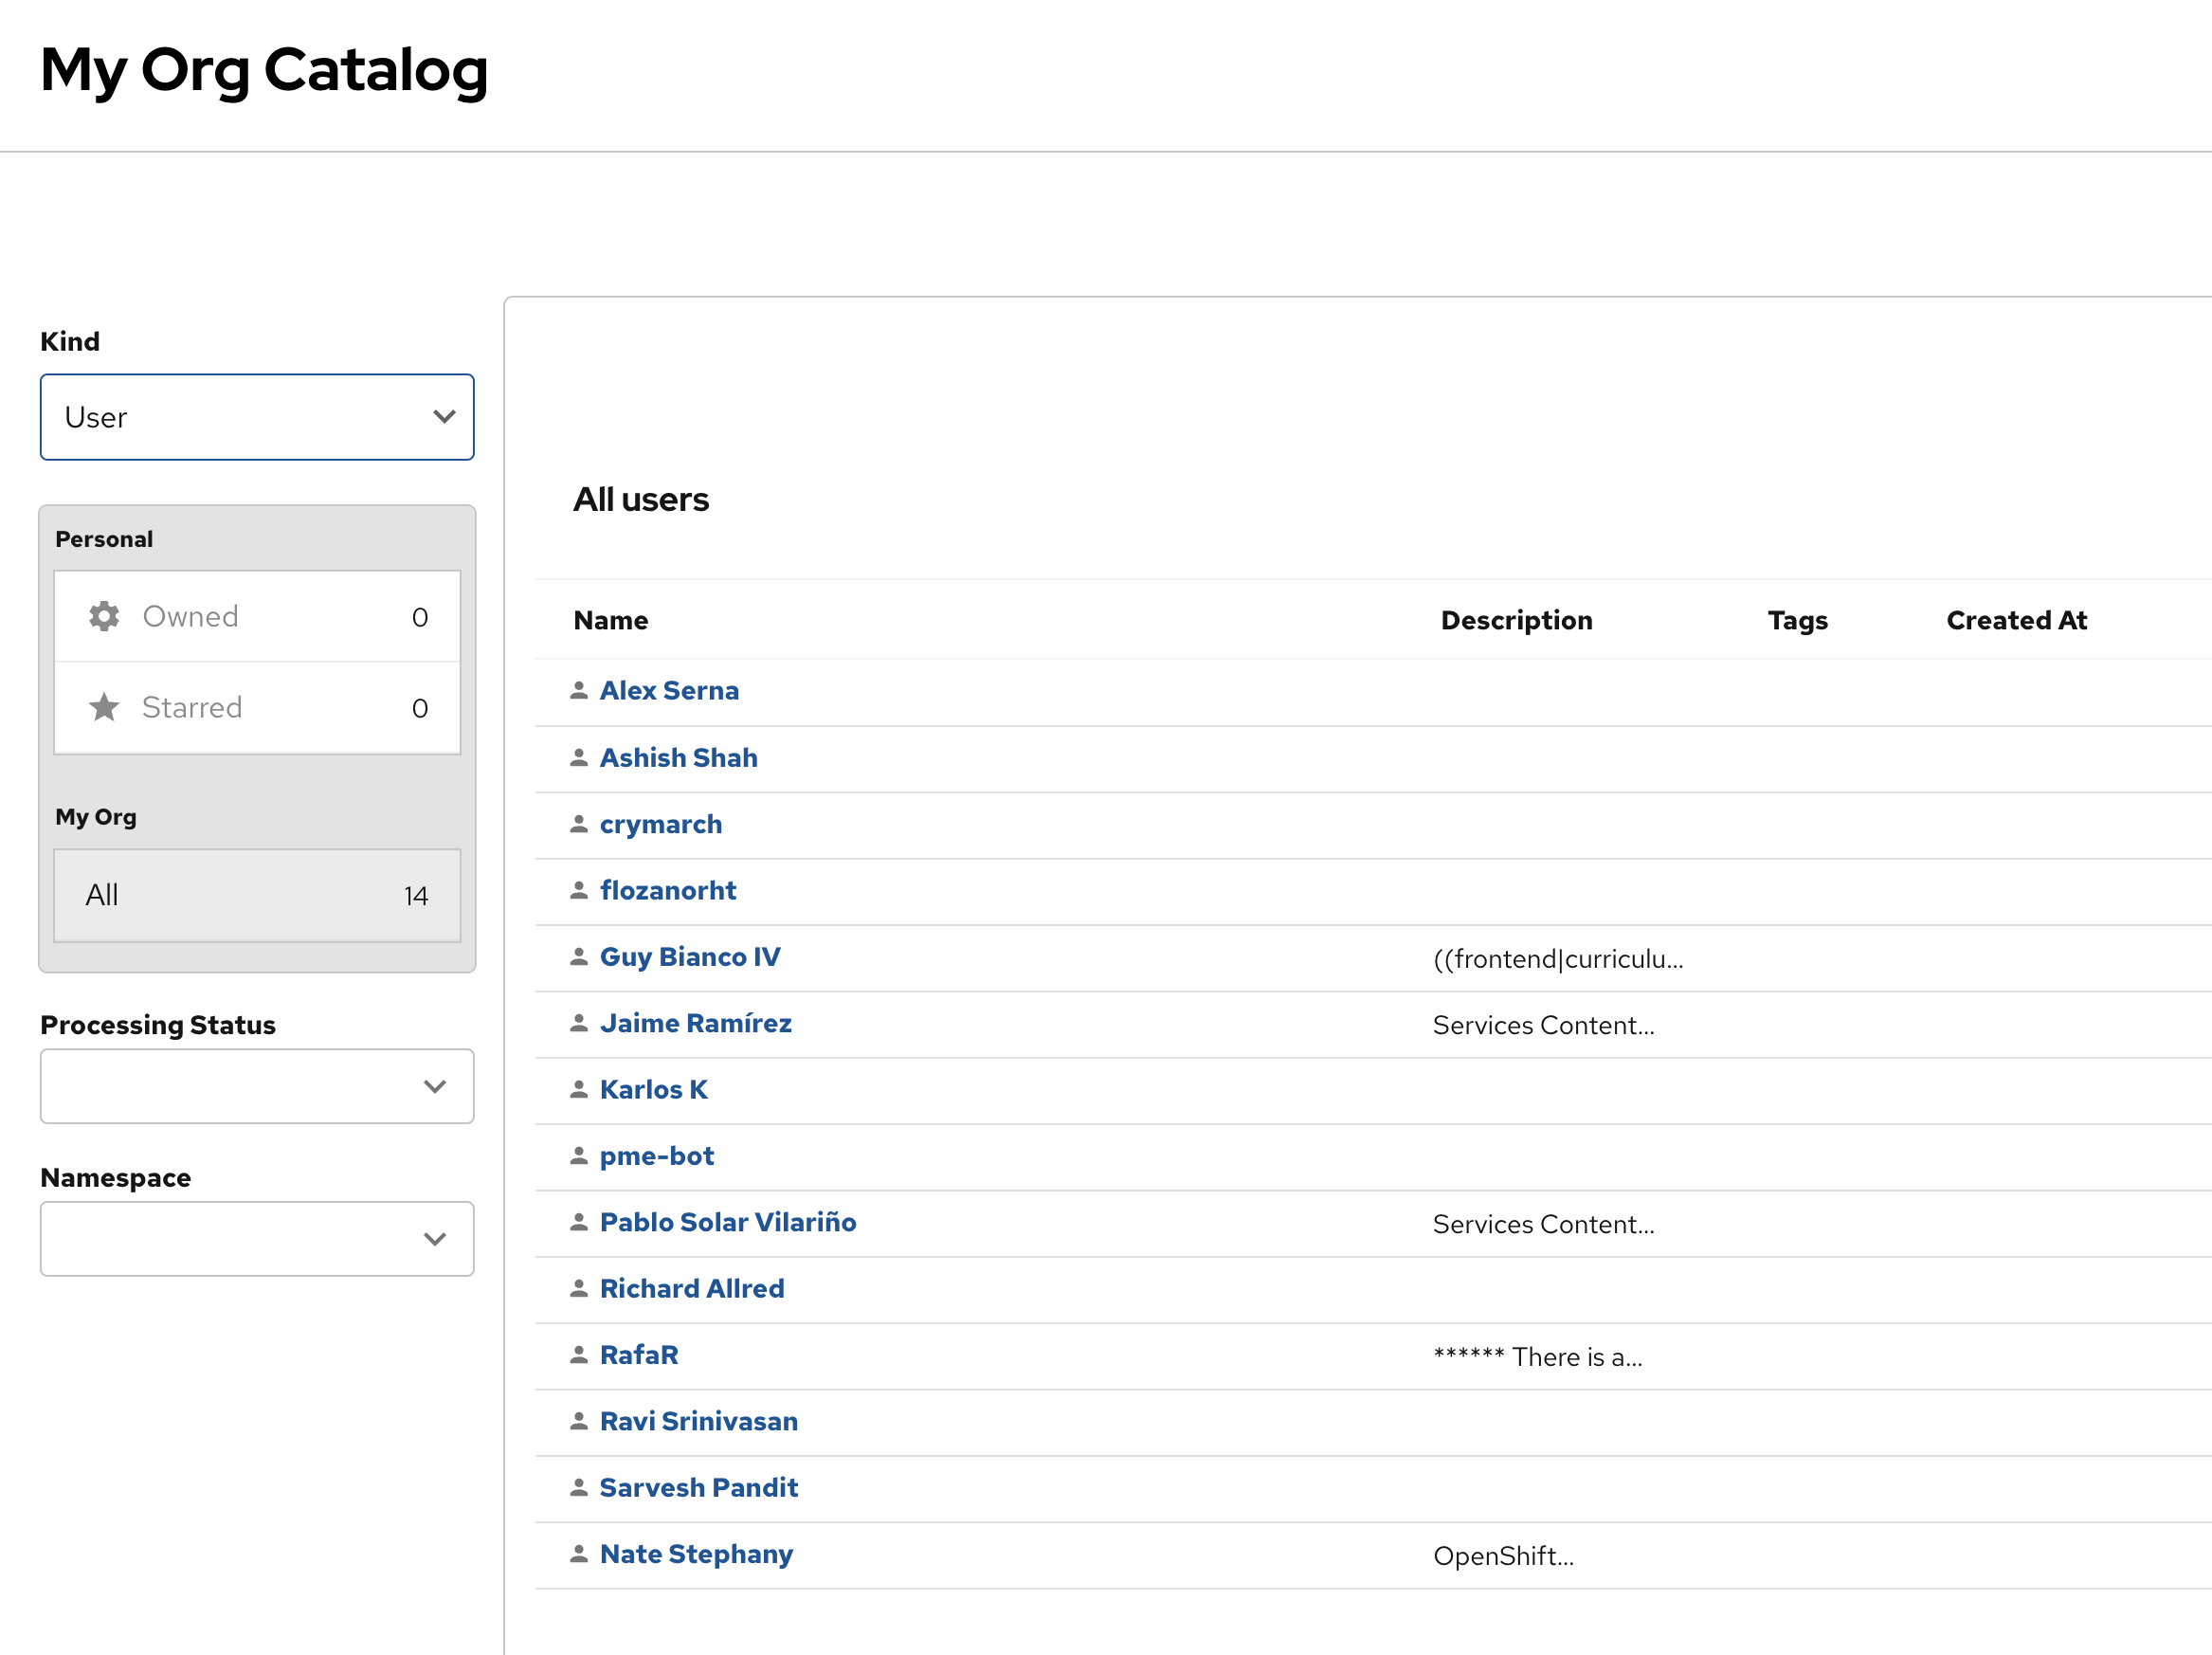 My Org Catalog
Kind
User
Personal
Owned 0
Starred 0
My Org
All 14
Processing Status
Namespace
All users
Name Description Tags Created At
Alex Serna
Ashish Shah
crymarch
flozanorht
Guy Bianco IV ((frontend|curriculu...
Jaime Ramírez Services Content...
Karlos K
pme-bot
Pablo Solar Vilariño Services Content...
Richard Allred
RafaR ****** There is a...
Ravi Srinivasan
Sarvesh Pandit
Nate Stephany OpenShift...